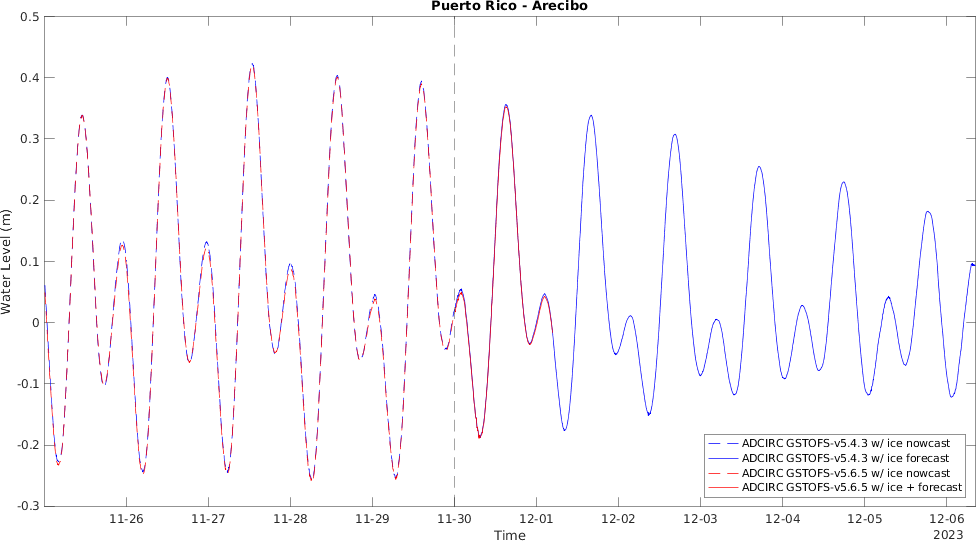 Puerto Rico - Arecibo
0.5
0.4
0.3
0.2
0.1
0
-0.1
-0.2
-0.3
Water Level (m)
ADCIRC GSTOFS-v5.4.3 w/ ice nowcast
ADCIRC GSTOFS-v5.4.3 w/ ice forecast
ADCIRC GSTOFS-v5.6.5 w/ ice nowcast
ADCIRC GSTOFS-v5.6.5 w/ ice + forecast
11-26 11-27 11-28 11-29 11-30 12-01 12-02 12-03 12-04 12-05 12-06
2023
Time